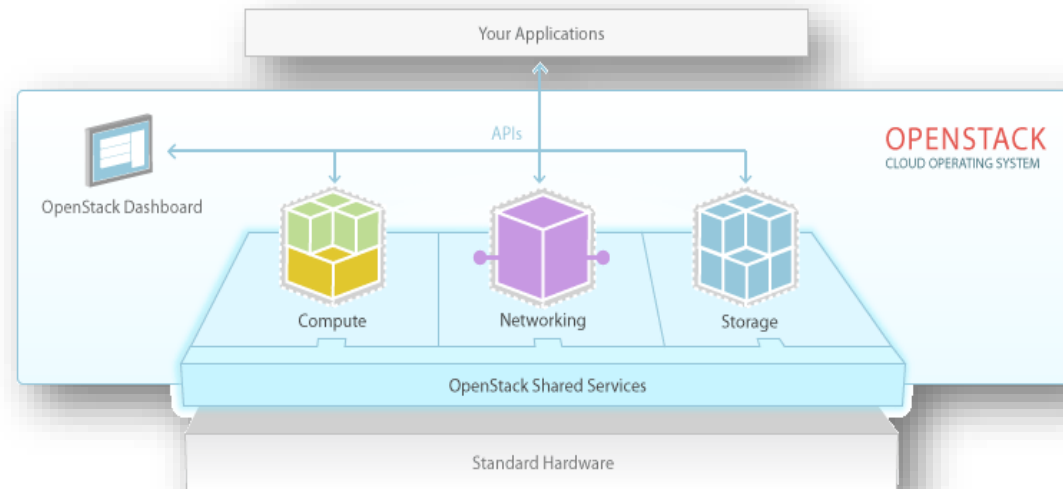 Your Applications
APIs
OPENSTACK
CLOUD OPERATING SYSTEM
OpenStack Dashboard
Compute
Networking
Storage
OpenStack Shared Services
Standard Hardware